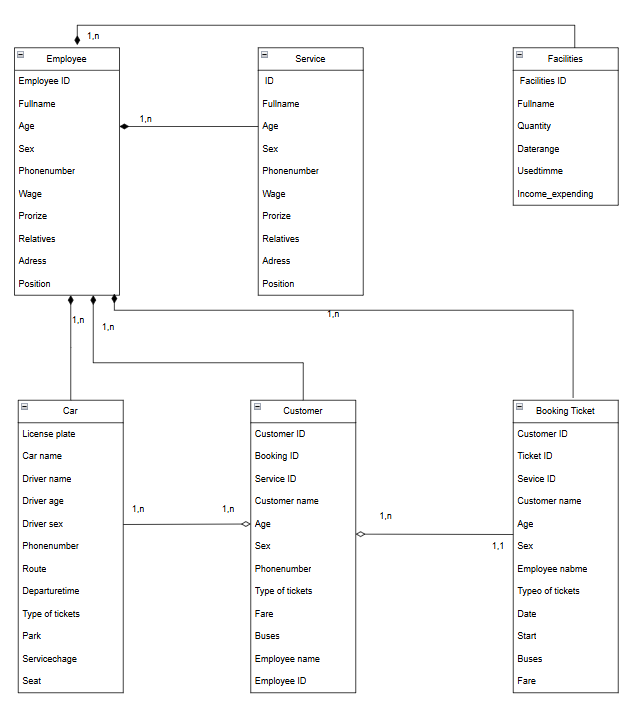 1,n
Employee
Employee ID
Fullname
Age
Sex
Phonenumber
Wage
Prorize
Relatives
Adress
Position
1,n
Service
ID
Fullname
Age
Sex
Phonenumber
Wage
Prorize
Relatives
Adress
Position
Facilities
Facilities ID
Fullname
Quantity
Daterange
Usedtimme
Income_expending
1,n
1,n
1,n
Car
License plate
Car name
Driver name
Driver age
Driver sex
Phonenumber
Route
Departuretime
Type of tickets
Park
Servicechage
Seat
1,n
1,n
Customer
Customer ID
Booking ID
Service ID
Customer name
Age
Sex
Phonenumber
Type of tickets
Fare
Buses
Employee name
Employee ID
1,n
1,1
Booking Ticket
Customer ID
Ticket ID
Sevice ID
Customer name
Age
Sex
Employee nabme
Typeo of tickets
Date
Start
Buses
Fare